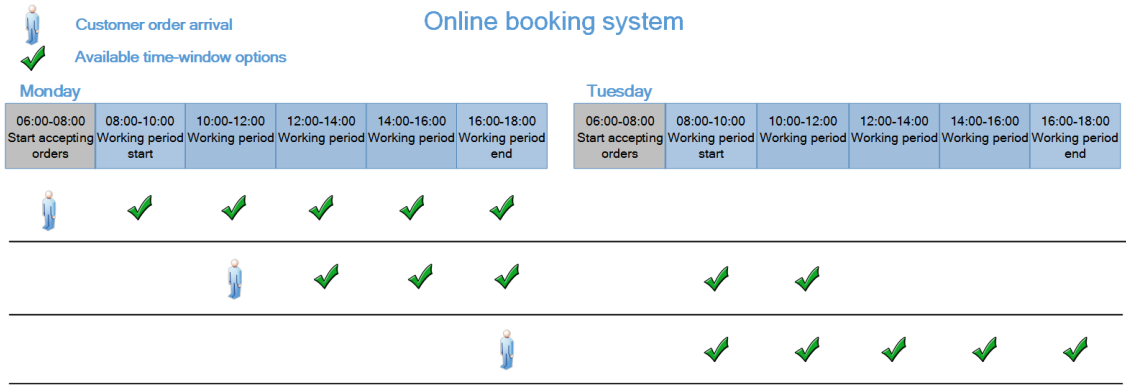 Online booking system
Customer order arrival
Available time-window options
Monday
Tuesday
06:00-08:00
Start accepting
orders
08:00-10:00
Working period
start
10:00-12:00
Working period
12:00-14:00
Working period
14:00-16:00
Working period
16:00-18:00
Working period
end
06:00-08:00
Start accepting
orders
08:00-10:00
Working period
start
10:00-12:00
Working period
12:00-14:00
Working period
14:00-16:00
Working period
16:00-18:00
Working period
end